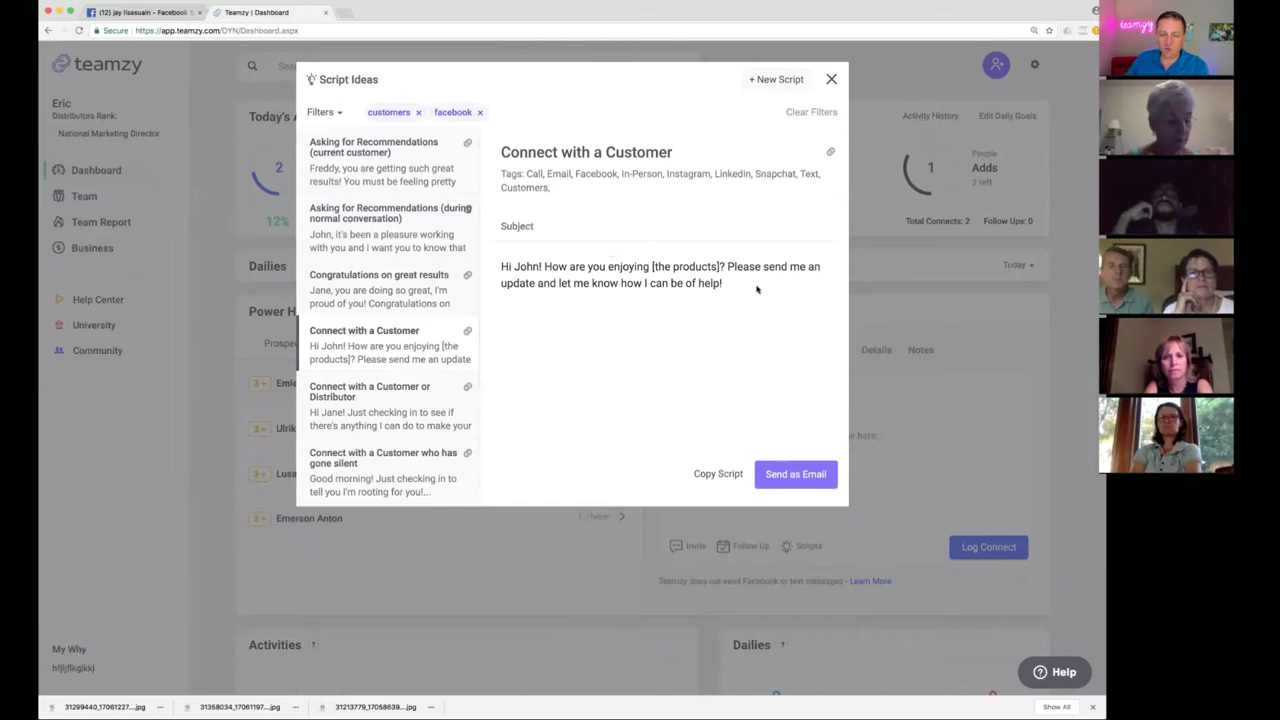 (12) jay lisasuain - Facebook S
Teamzy | Dashboard
Secure
https://app.teamzy.com/DYN/Dashboard.aspx
teamzy
Eric
Distributors Rank:
National Marketing Director
Dashboard
Team
Team Report
Business
Help Center
University
Community
My Why
hfjljflkglkkj
Sea
Today's A
2
12%
Activity History
Edit Daily Goals
1
People
Adds
2 left
Total Connects: 2
Follow Ups: 0
Dailies
Today
Power H
Prospe
Details
Notes
3
3
3
3
Emerson Anton
Invite
Follow Up
Scripts
Log Connect
Teamzy does not send Facebook or text messages - Learn More
Activities ?
Dailies ?
Help
Script Ideas
+ New Script
Filters
customers
facebook
Clear Filters
Asking for Recommendations
(current customer)
Freddy, you are getting such great
results! You must be feeling pretty
Asking for Recommendations (during
normal conversation)
John, it's been a pleasure working
with you and I want you to know that
Congratulations on great results
Jane, you are doing so great, I'm
proud of you! Congratulations on
Connect with a Customer
Hi John! How are you enjoying [the
products]? Please send me an update
Connect with a Customer or
Distributor
Hi Jane! Just checking in to see if
there's anything I can do to make your
Connect with a Customer who has
gone silent
Good morning! Just checking in to
tell you I'm rooting for you!...
Connect with a Customer
Tags: Call, Email, Facebook, In-Person, Instagram, LinkedIn, Snapchat, Text,
Customers,
Subject
Hi John! How are you enjoying [the products]? Please send me an
update and let me know how I can be of help!
Copy Script
Send as Email
31299440_17061227....jpg
31358034_17061197....jpg
31213779_17058639....jpg
Show All
teamzy